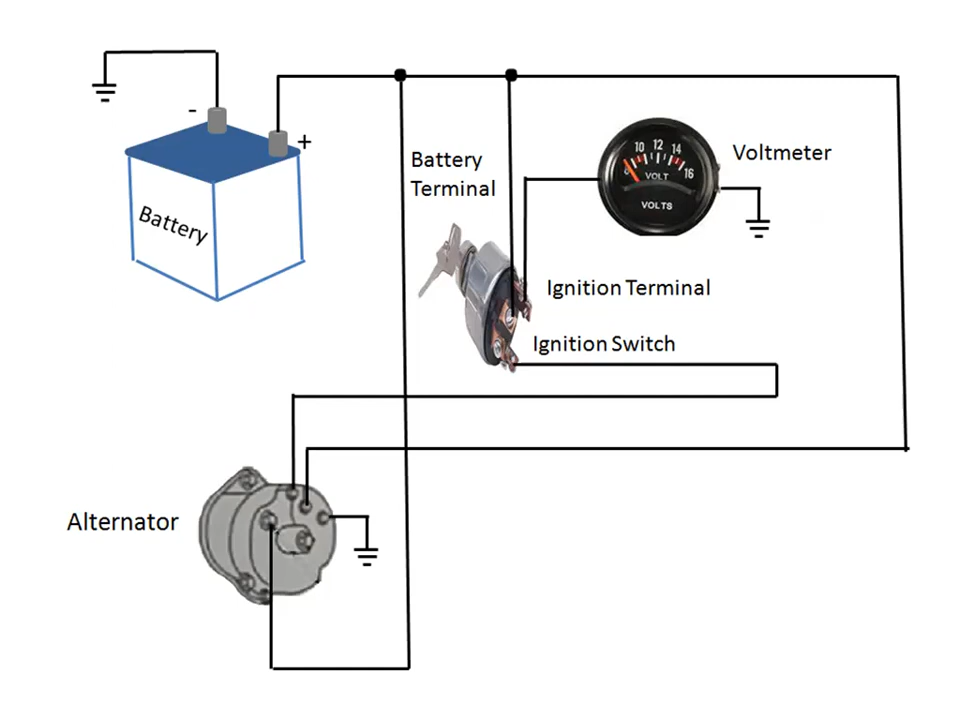 -
+
Battery
Battery
Terminal
10 12 14
16
VOLT
VOLTS
Voltmeter
Ignition Terminal
Ignition Switch
Alternator